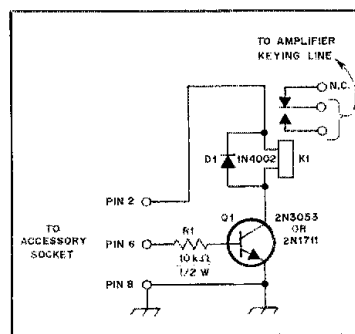 TO AMPLIFIER
KEYING LINE
N.C.
D1
1N4002
K1
PIN 2
Q1
2N3053
OR
2N1711
TO
ACCESSORY
SOCKET
PIN 6
R1
10 kΩ
1/2 W
PIN 8